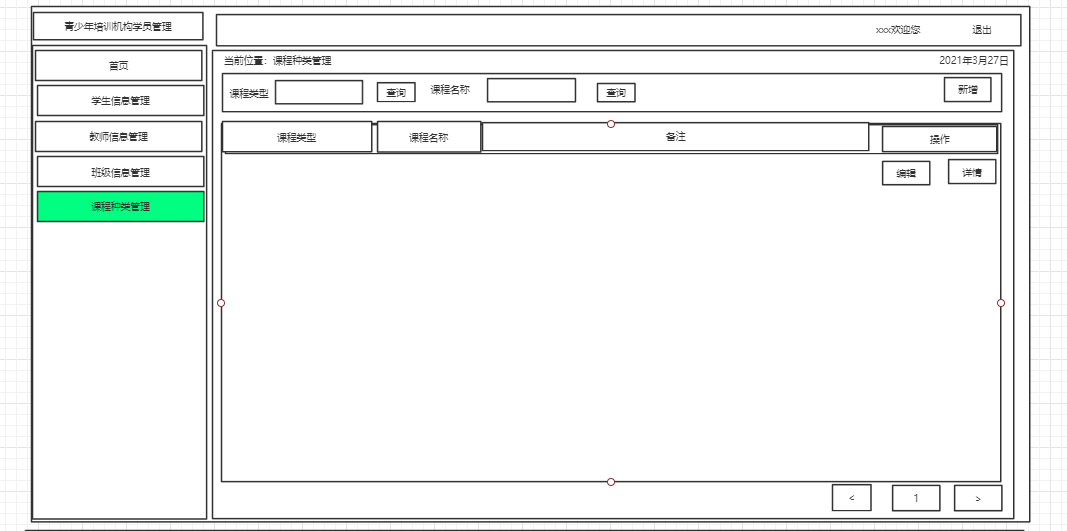 青少年培训机构学员管理
xxx欢迎您 退出
首页
学生信息管理
教师信息管理
班级信息管理
课程种类管理
当前位置：课程种类管理 2021年3月27日
课程类型 查询 课程名称 查询 新增
课程类型 课程名称 备注 操作
编辑 详情
< 1 >